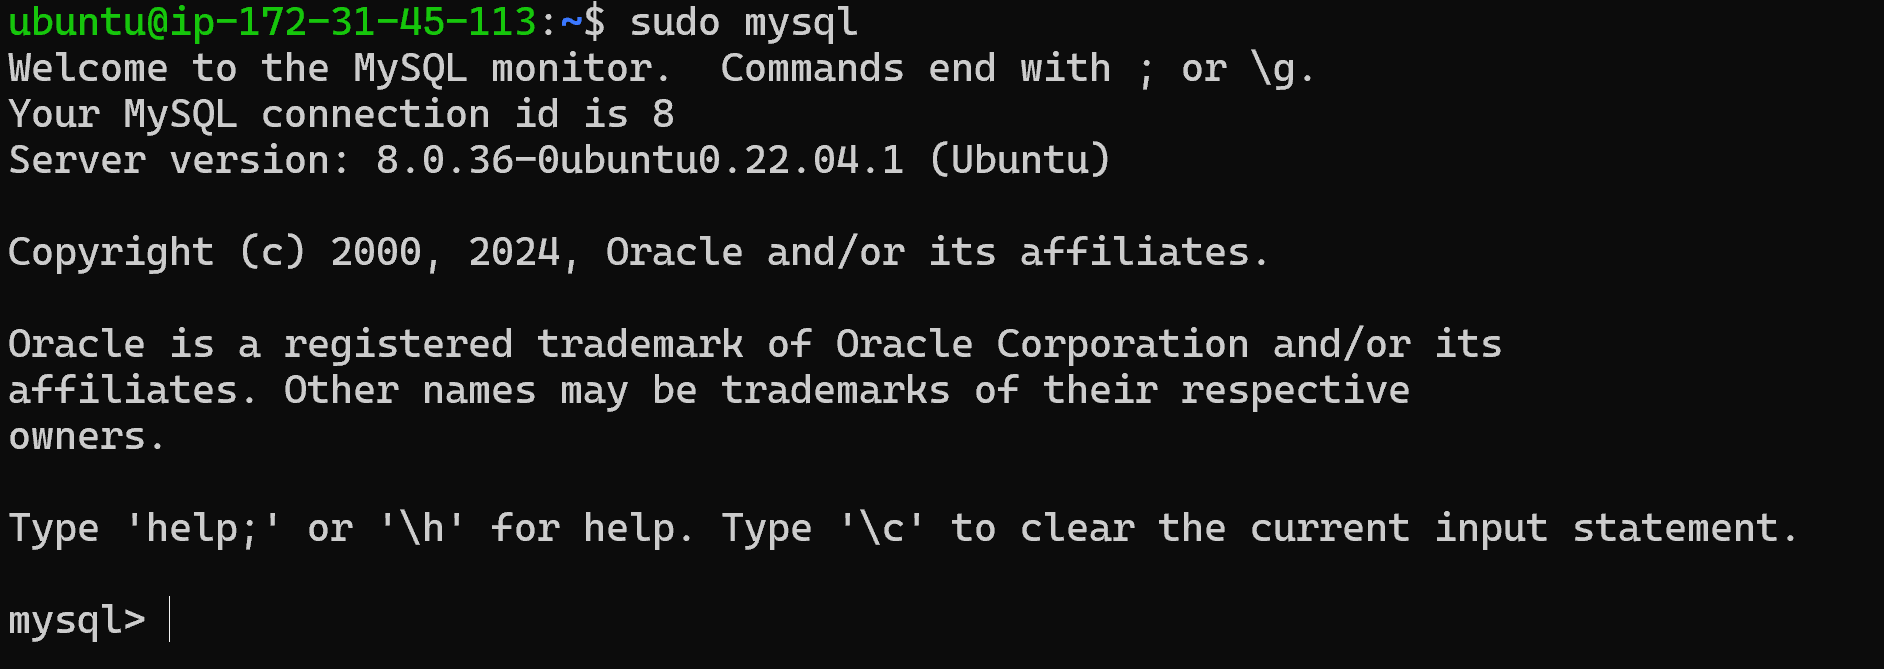 ubuntu@ip-172-31-45-113:~$ sudo mysql
Welcome to the MySQL monitor.  Commands end with ; or \g.
Your MySQL connection id is 8
Server version: 8.0.36-0ubuntu0.22.04.1 (Ubuntu)
Copyright (c) 2000, 2024, Oracle and/or its affiliates.
Oracle is a registered trademark of Oracle Corporation and/or its
affiliates. Other names may be trademarks of their respective
owners.
Type 'help;' or '\h' for help. Type '\c' to clear the current input statement.
mysql>